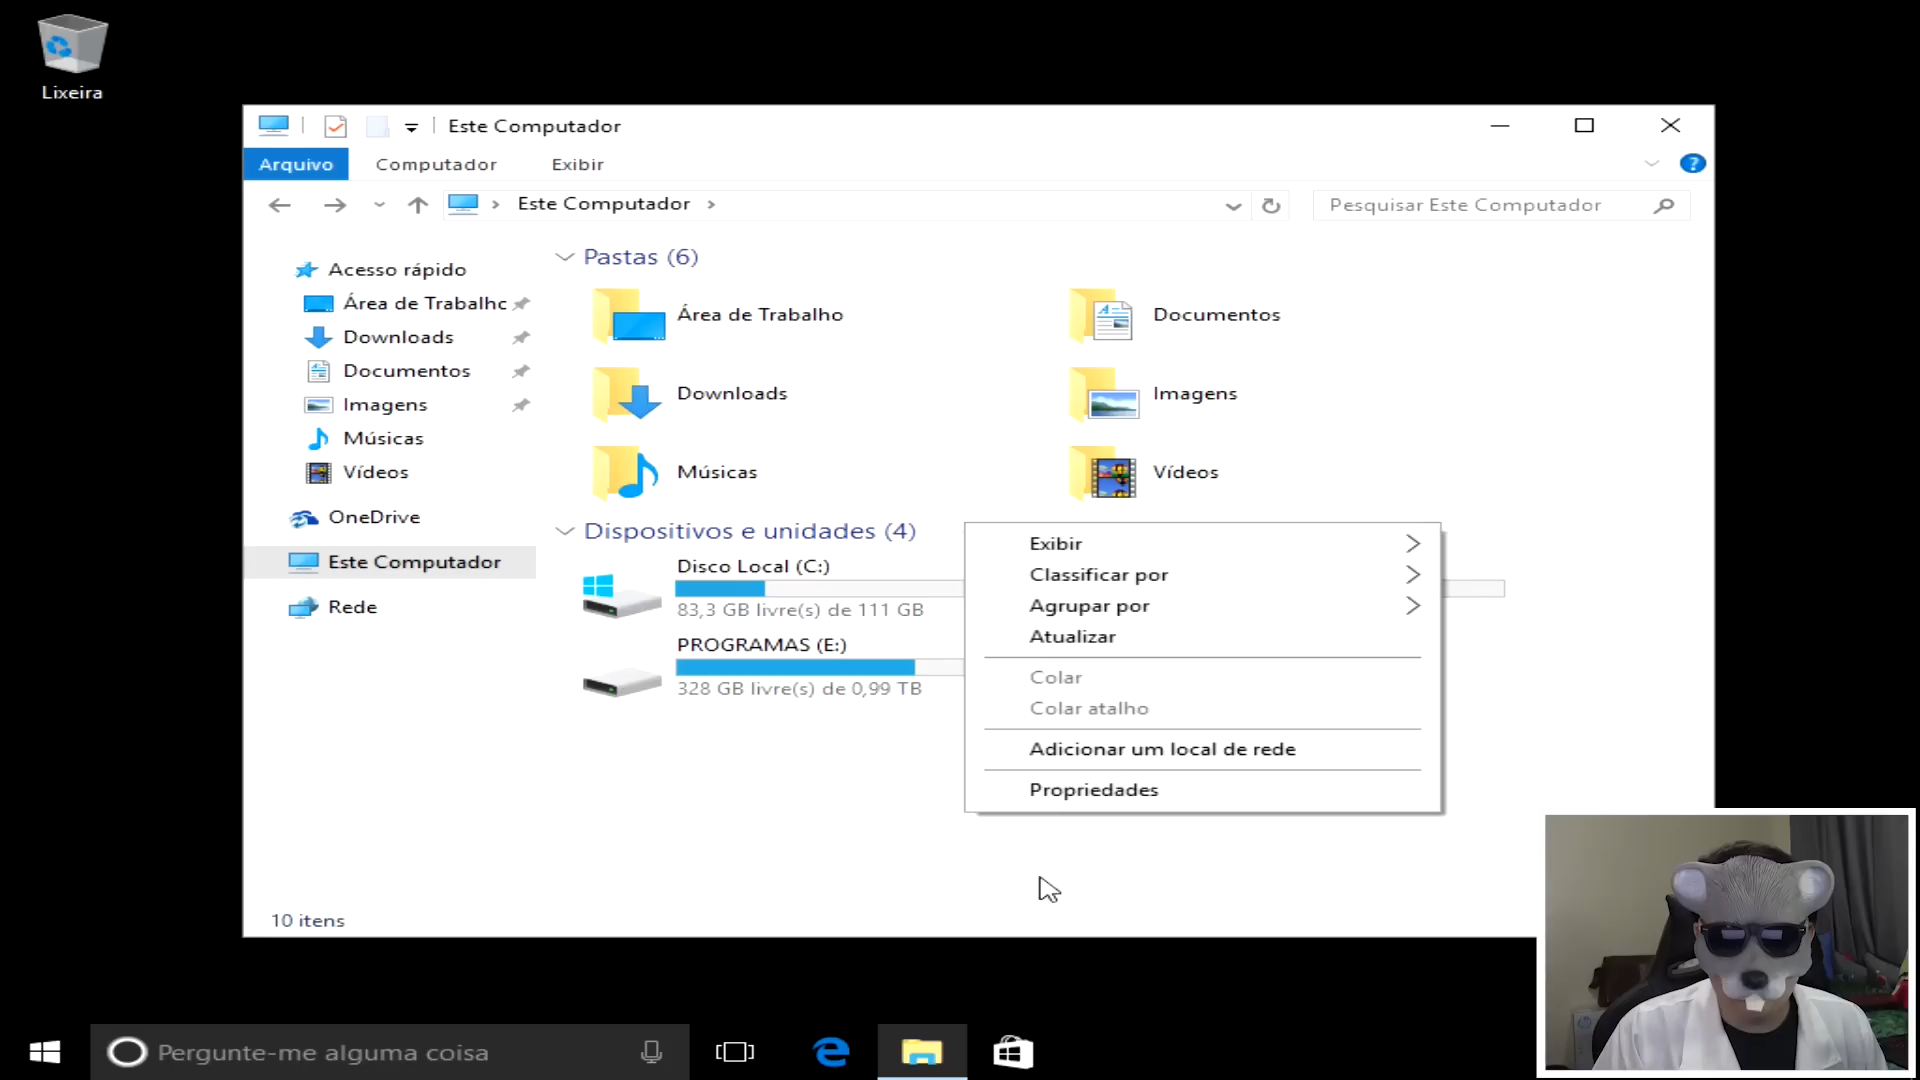 Lixeira
Este Computador
Arquivo
Computador
Exibir
?
Este Computador
Pesquisar Este Computador
Acesso rápido
Área de Trabalho
Downloads
Documentos
Imagens
Músicas
Vídeos
OneDrive
Este Computador
Rede
Pastas (6)
Área de Trabalho
Documentos
Downloads
Imagens
Músicas
Vídeos
Dispositivos e unidades (4)
Disco Local (C:)
83,3 GB livre(s) de 111 GB
PROGRAMAS (E:)
328 GB livre(s) de 0,99 TB
Exibir
Classificar por
Agrupar por
Atualizar
Colar
Colar atalho
Adicionar um local de rede
Propriedades
10 itens
Pergunte-me alguma coisa